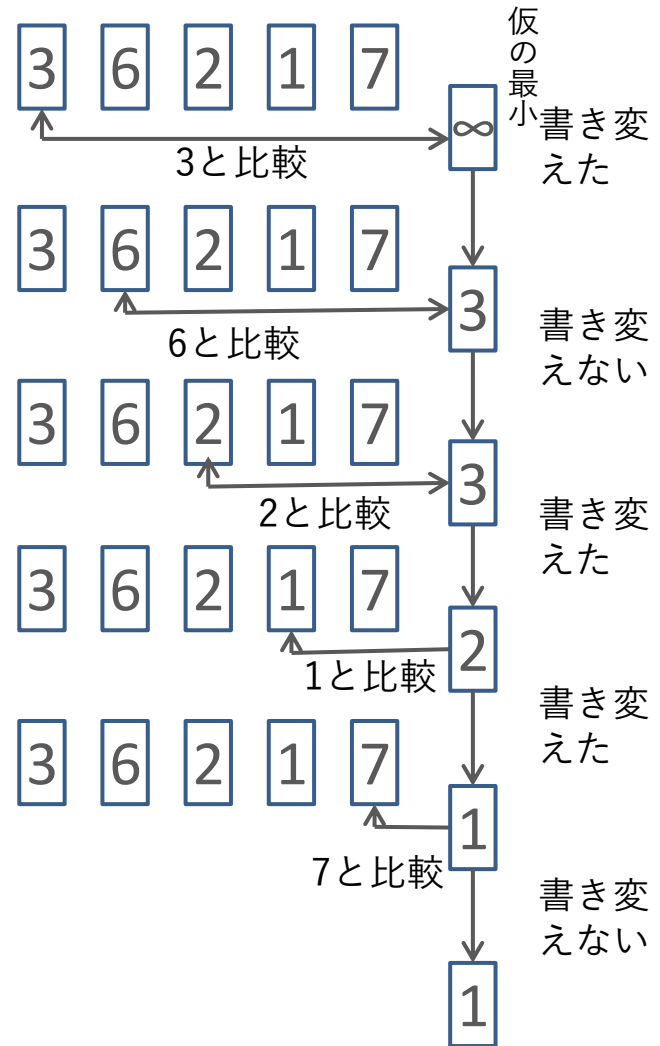 仮の最小
3 6 2 1 7
∞
書き変
えた
3と比較
3 6 2 1 7
3
書き変
えない
6と比較
3 6 2 1 7
3
書き変
えた
2と比較
3 6 2 1 7
2
書き変
えた
1と比較
3 6 2 1 7
1
書き変
えない
7と比較
1